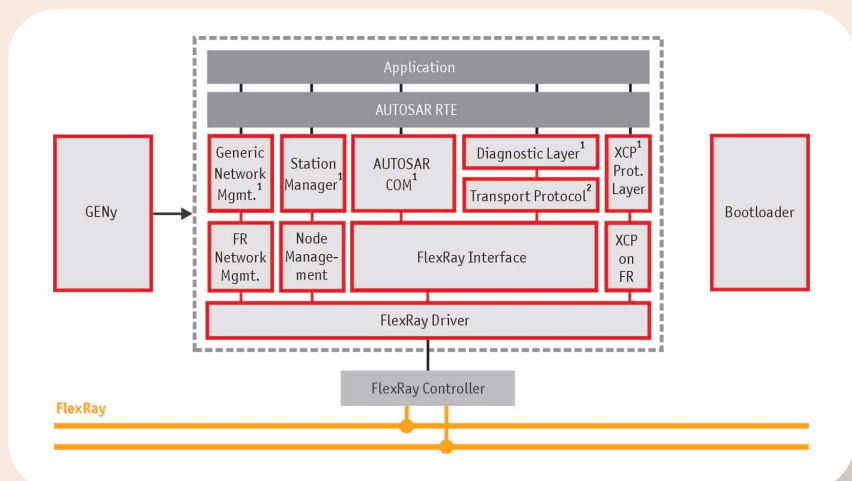 Application
AUTOSAR RTE
GENy
Generic
Network
Mgmt.1
Station
Manager1
AUTOSAR
COM1
Diagnostic Layer1
Transport Protocol2
XCP1
Prot.
Layer
Bootloader
FR
Network
Mgmt.
Node
Manage-
ment
FlexRay Interface
XCP
on
FR
FlexRay Driver
FlexRay Controller
FlexRay